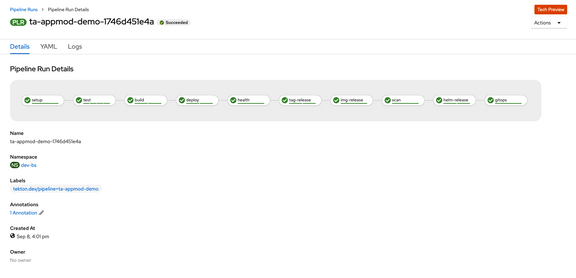 Pipeline Runs > Pipeline Run Details
Tech Preview
PLR ta-appmod-demo-1746d451e4a Succeeded
Actions
Details YAML Logs
Pipeline Run Details
setup test build deploy health tag-release img-release scan helm-release gitops
Name
ta-appmod-demo-1746d451e4a
Namespace
NS dev-bs
Labels
tekton.dev/pipeline=ta-appmod-demo
Annotations
1 Annotation
Created At
Sep 8, 4:01 pm
Owner
No owner